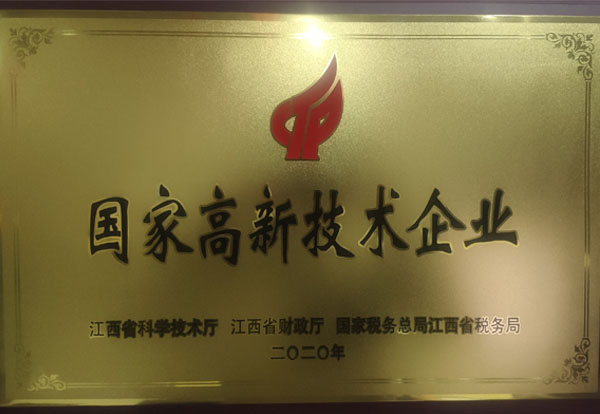 国家高新技术企业
江西省科学技术厅 江西省财政厅 国家税务总局江西省税务局
二〇二〇年